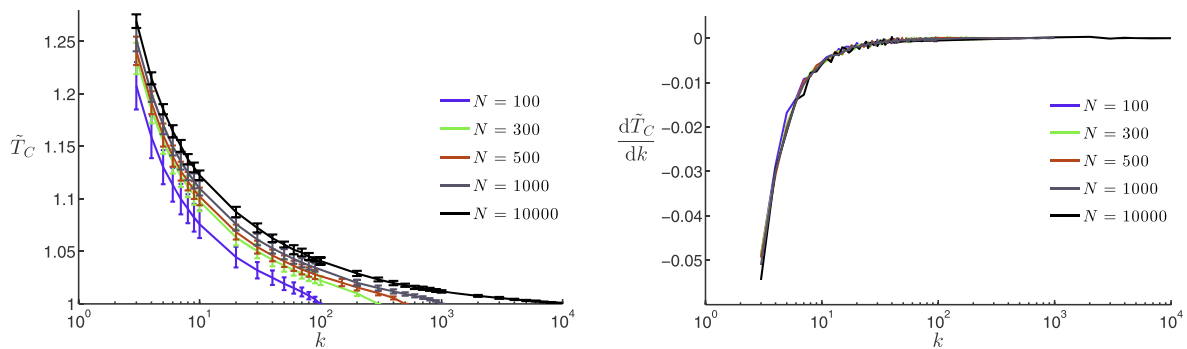 1.25
1.2
1.15
1.1
1.05
1
T̃_C
10^0
10^1
10^2
10^3
10^4
k
N = 100
N = 300
N = 500
N = 1000
N = 10000
0
−0.01
−0.02
−0.03
−0.04
−0.05
dT̃_C
dk
10^0
10^1
10^2
10^3
10^4
k
N = 100
N = 300
N = 500
N = 1000
N = 10000